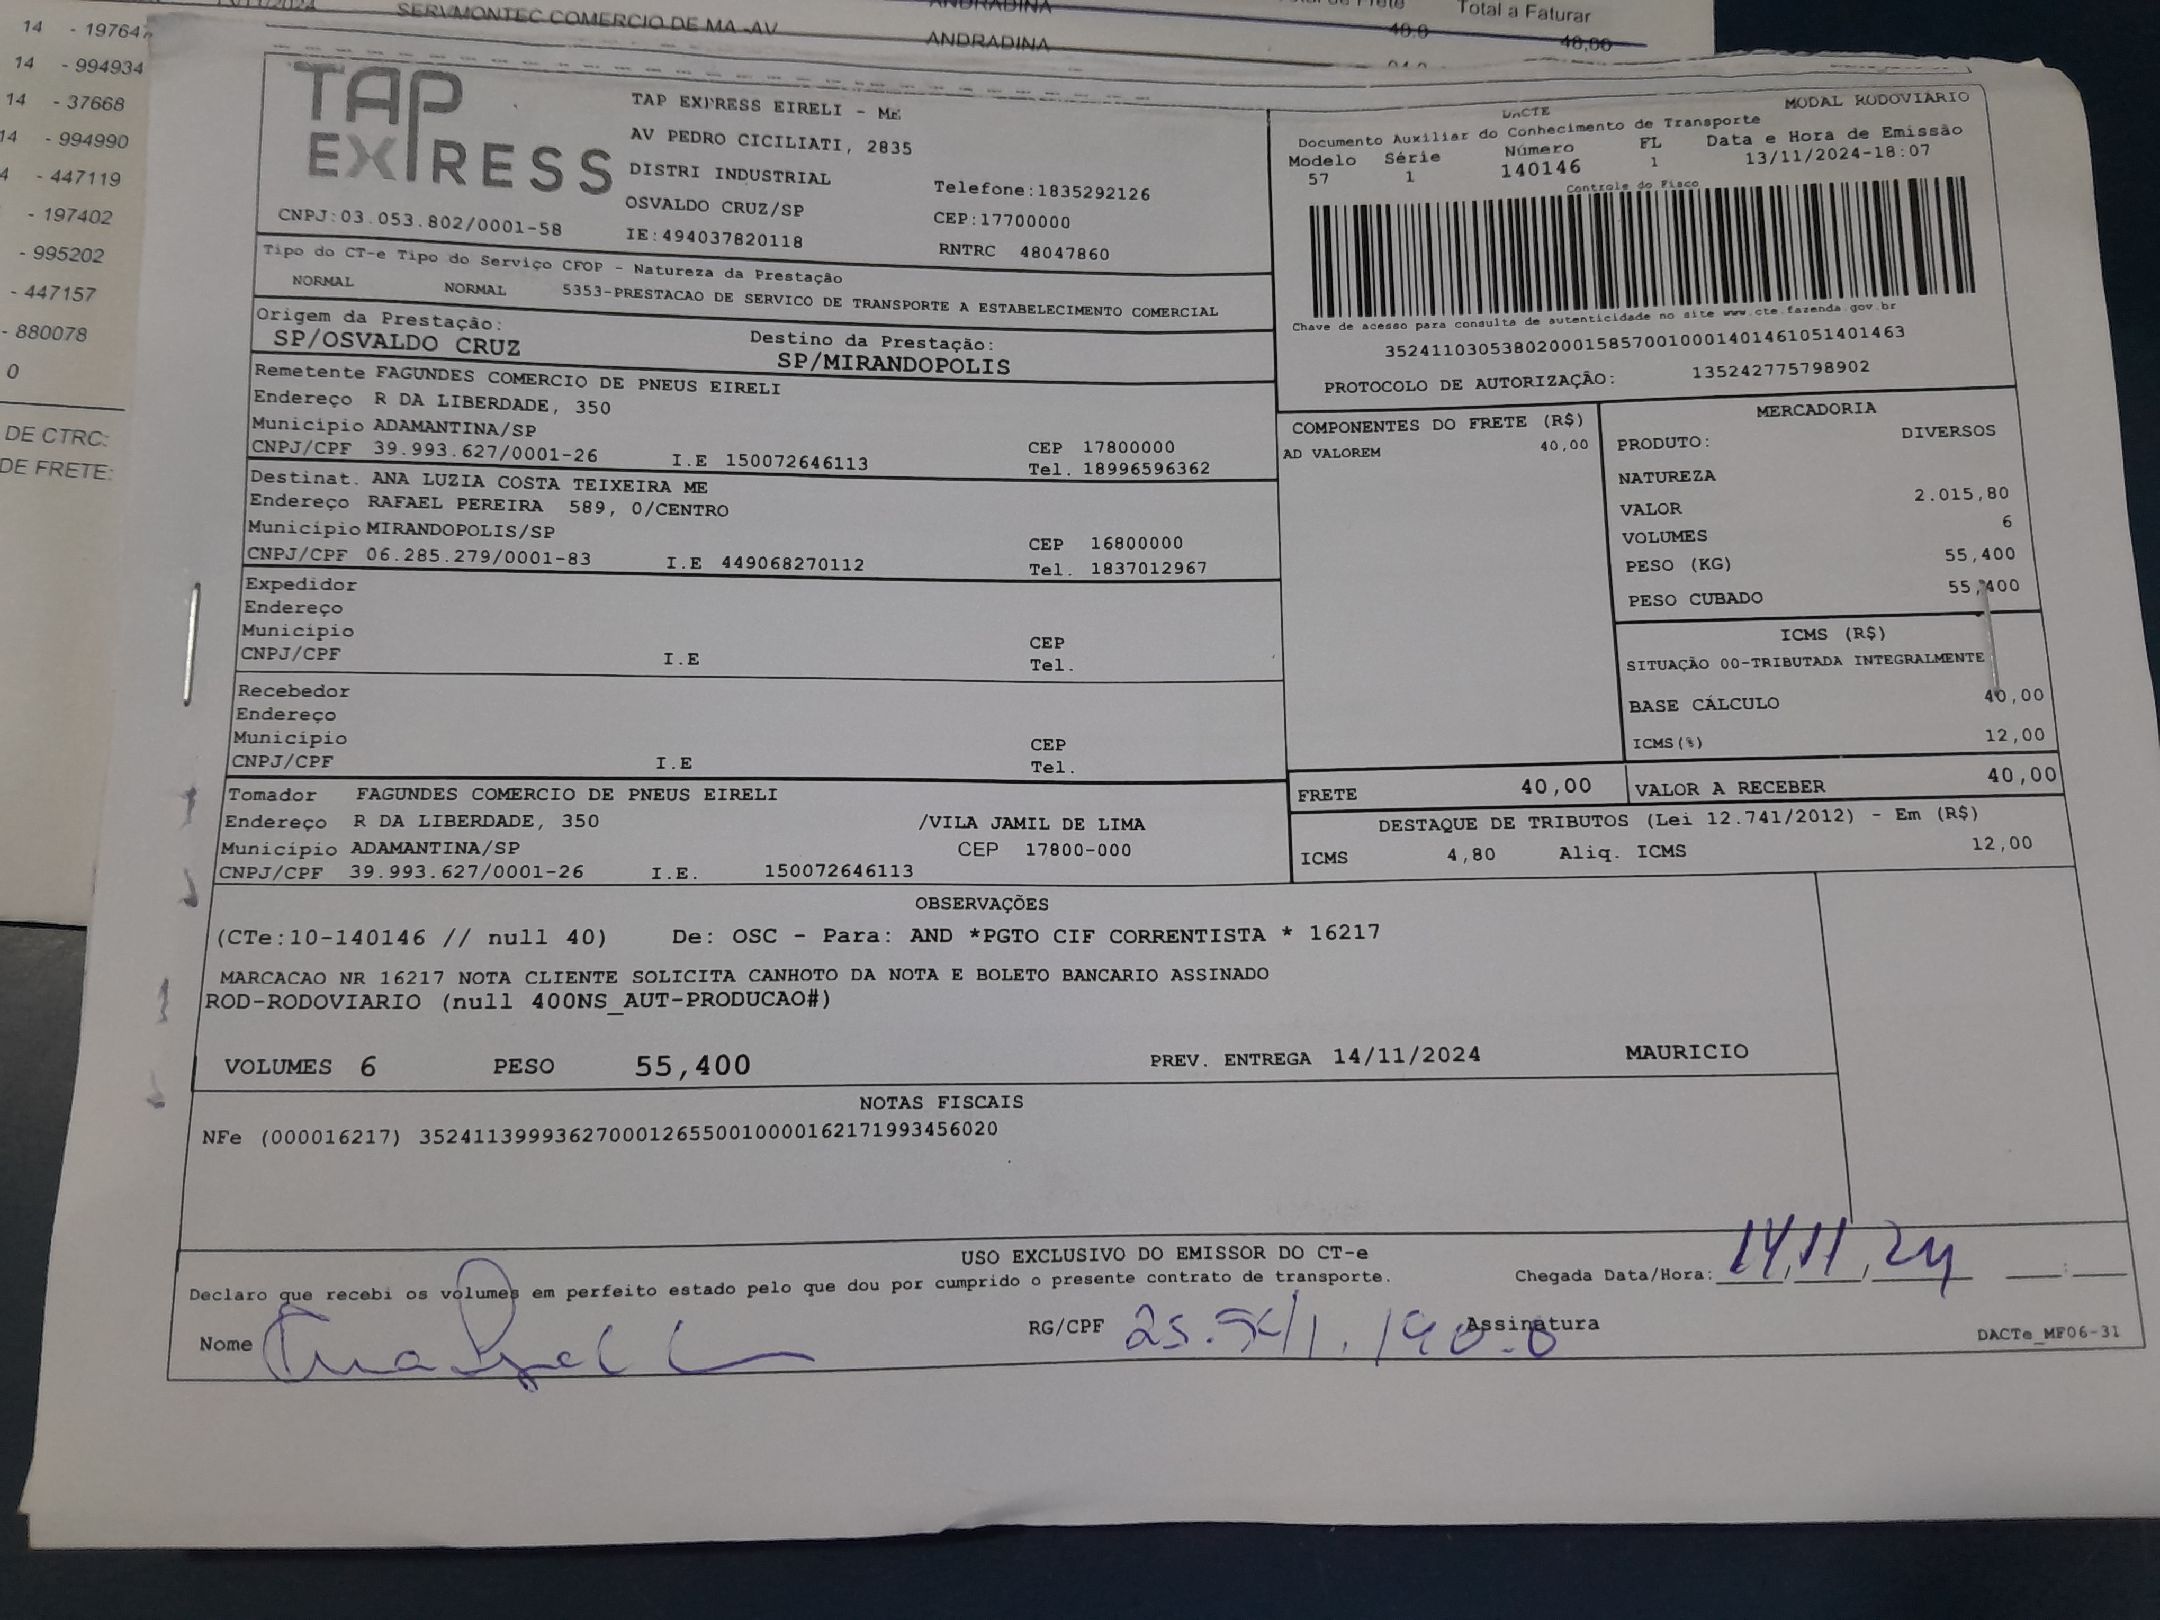 SERVMONTEC COMERCIO DE MA -AV
ANDRADINA
ANDRADINA
Total a Faturar
40.0
40,00
14 - 197647
14 - 994934
14 - 37668
14 - 994990
- 447119
- 197402
- 995202
- 447157
- 880078
0
DE CTRC:
DE FRETE:
TAP EXPRESS
TAP EXPRESS EIRELI - ME
AV PEDRO CICILIATI, 2835
DISTRI INDUSTRIAL
Telefone:1835292126
OSVALDO CRUZ/SP
CEP:17700000
CNPJ:03.053.802/0001-58
IE:494037820118
RNTRC 48047860
DACTE
MODAL RODOVIARIO
Documento Auxiliar do Conhecimento de Transporte
Modelo Série Número FL Data e Hora de Emissão
57 1 140146 1 13/11/2024-18:07
Controle do Fisco
Chave de acesso para consulta de autenticidade no site www.cte.fazenda.gov.br
35241103053802000158570010001401461051401463
PROTOCOLO DE AUTORIZAÇÃO: 135242775798902
Tipo do CT-e Tipo do Serviço CFOP - Natureza da Prestação
NORMAL NORMAL 5353-PRESTACAO DE SERVICO DE TRANSPORTE A ESTABELECIMENTO COMERCIAL
Origem da Prestação: Destino da Prestação:
SP/OSVALDO CRUZ SP/MIRANDOPOLIS
Remetente FAGUNDES COMERCIO DE PNEUS EIRELI
Endereço R DA LIBERDADE, 350
Município ADAMANTINA/SP CEP 17800000
CNPJ/CPF 39.993.627/0001-26 I.E 150072646113 Tel. 18996596362
Destinat. ANA LUZIA COSTA TEIXEIRA ME
Endereço RAFAEL PEREIRA 589, 0/CENTRO
Município MIRANDOPOLIS/SP CEP 16800000
CNPJ/CPF 06.285.279/0001-83 I.E 449068270112 Tel. 1837012967
Expedidor
Endereço
Município CEP
CNPJ/CPF I.E Tel.
Recebedor
Endereço
Município CEP
CNPJ/CPF I.E Tel.
Tomador FAGUNDES COMERCIO DE PNEUS EIRELI
Endereço R DA LIBERDADE, 350 /VILA JAMIL DE LIMA
Município ADAMANTINA/SP CEP 17800-000
CNPJ/CPF 39.993.627/0001-26 I.E. 150072646113
COMPONENTES DO FRETE (R$)
AD VALOREM 40,00
MERCADORIA
PRODUTO: DIVERSOS
NATUREZA
VALOR 2.015,80
VOLUMES 6
PESO (KG) 55,400
PESO CUBADO 55,400
ICMS (R$)
SITUAÇÃO 00-TRIBUTADA INTEGRALMENTE
BASE CÁLCULO 40,00
ICMS(%) 12,00
FRETE 40,00 VALOR A RECEBER 40,00
DESTAQUE DE TRIBUTOS (Lei 12.741/2012) - Em (R$)
ICMS 4,80 Aliq. ICMS 12,00
OBSERVAÇÕES
(CTe:10-140146 // null 40) De: OSC - Para: AND *PGTO CIF CORRENTISTA * 16217
MARCACAO NR 16217 NOTA CLIENTE SOLICITA CANHOTO DA NOTA E BOLETO BANCARIO ASSINADO
ROD-RODOVIARIO (null 400NS_AUT-PRODUCAO#)
VOLUMES 6 PESO 55,400 PREV. ENTREGA 14/11/2024 MAURICIO
NOTAS FISCAIS
NFe (000016217) 35241139993627000126550010000162171993456020
USO EXCLUSIVO DO EMISSOR DO CT-e
Declaro que recebi os volumes em perfeito estado pelo que dou por cumprido o presente contrato de transporte.
Chegada Data/Hora: 14,11,24
Nome
RG/CPF
Assinatura
DACTe_MF06-31